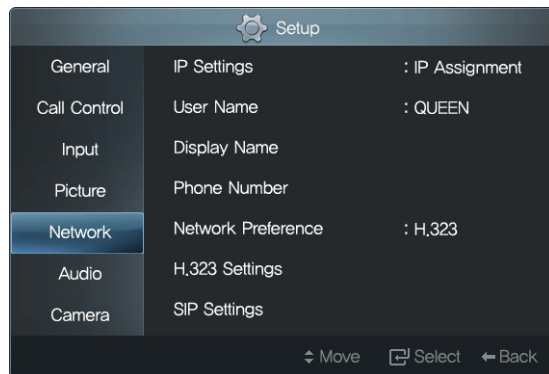 Setup
General
Call Control
Input
Picture
Network
Audio
Camera
IP Settings : IP Assignment
User Name : QUEEN
Display Name
Phone Number
Network Preference : H.323
H.323 Settings
SIP Settings
Move Select Back